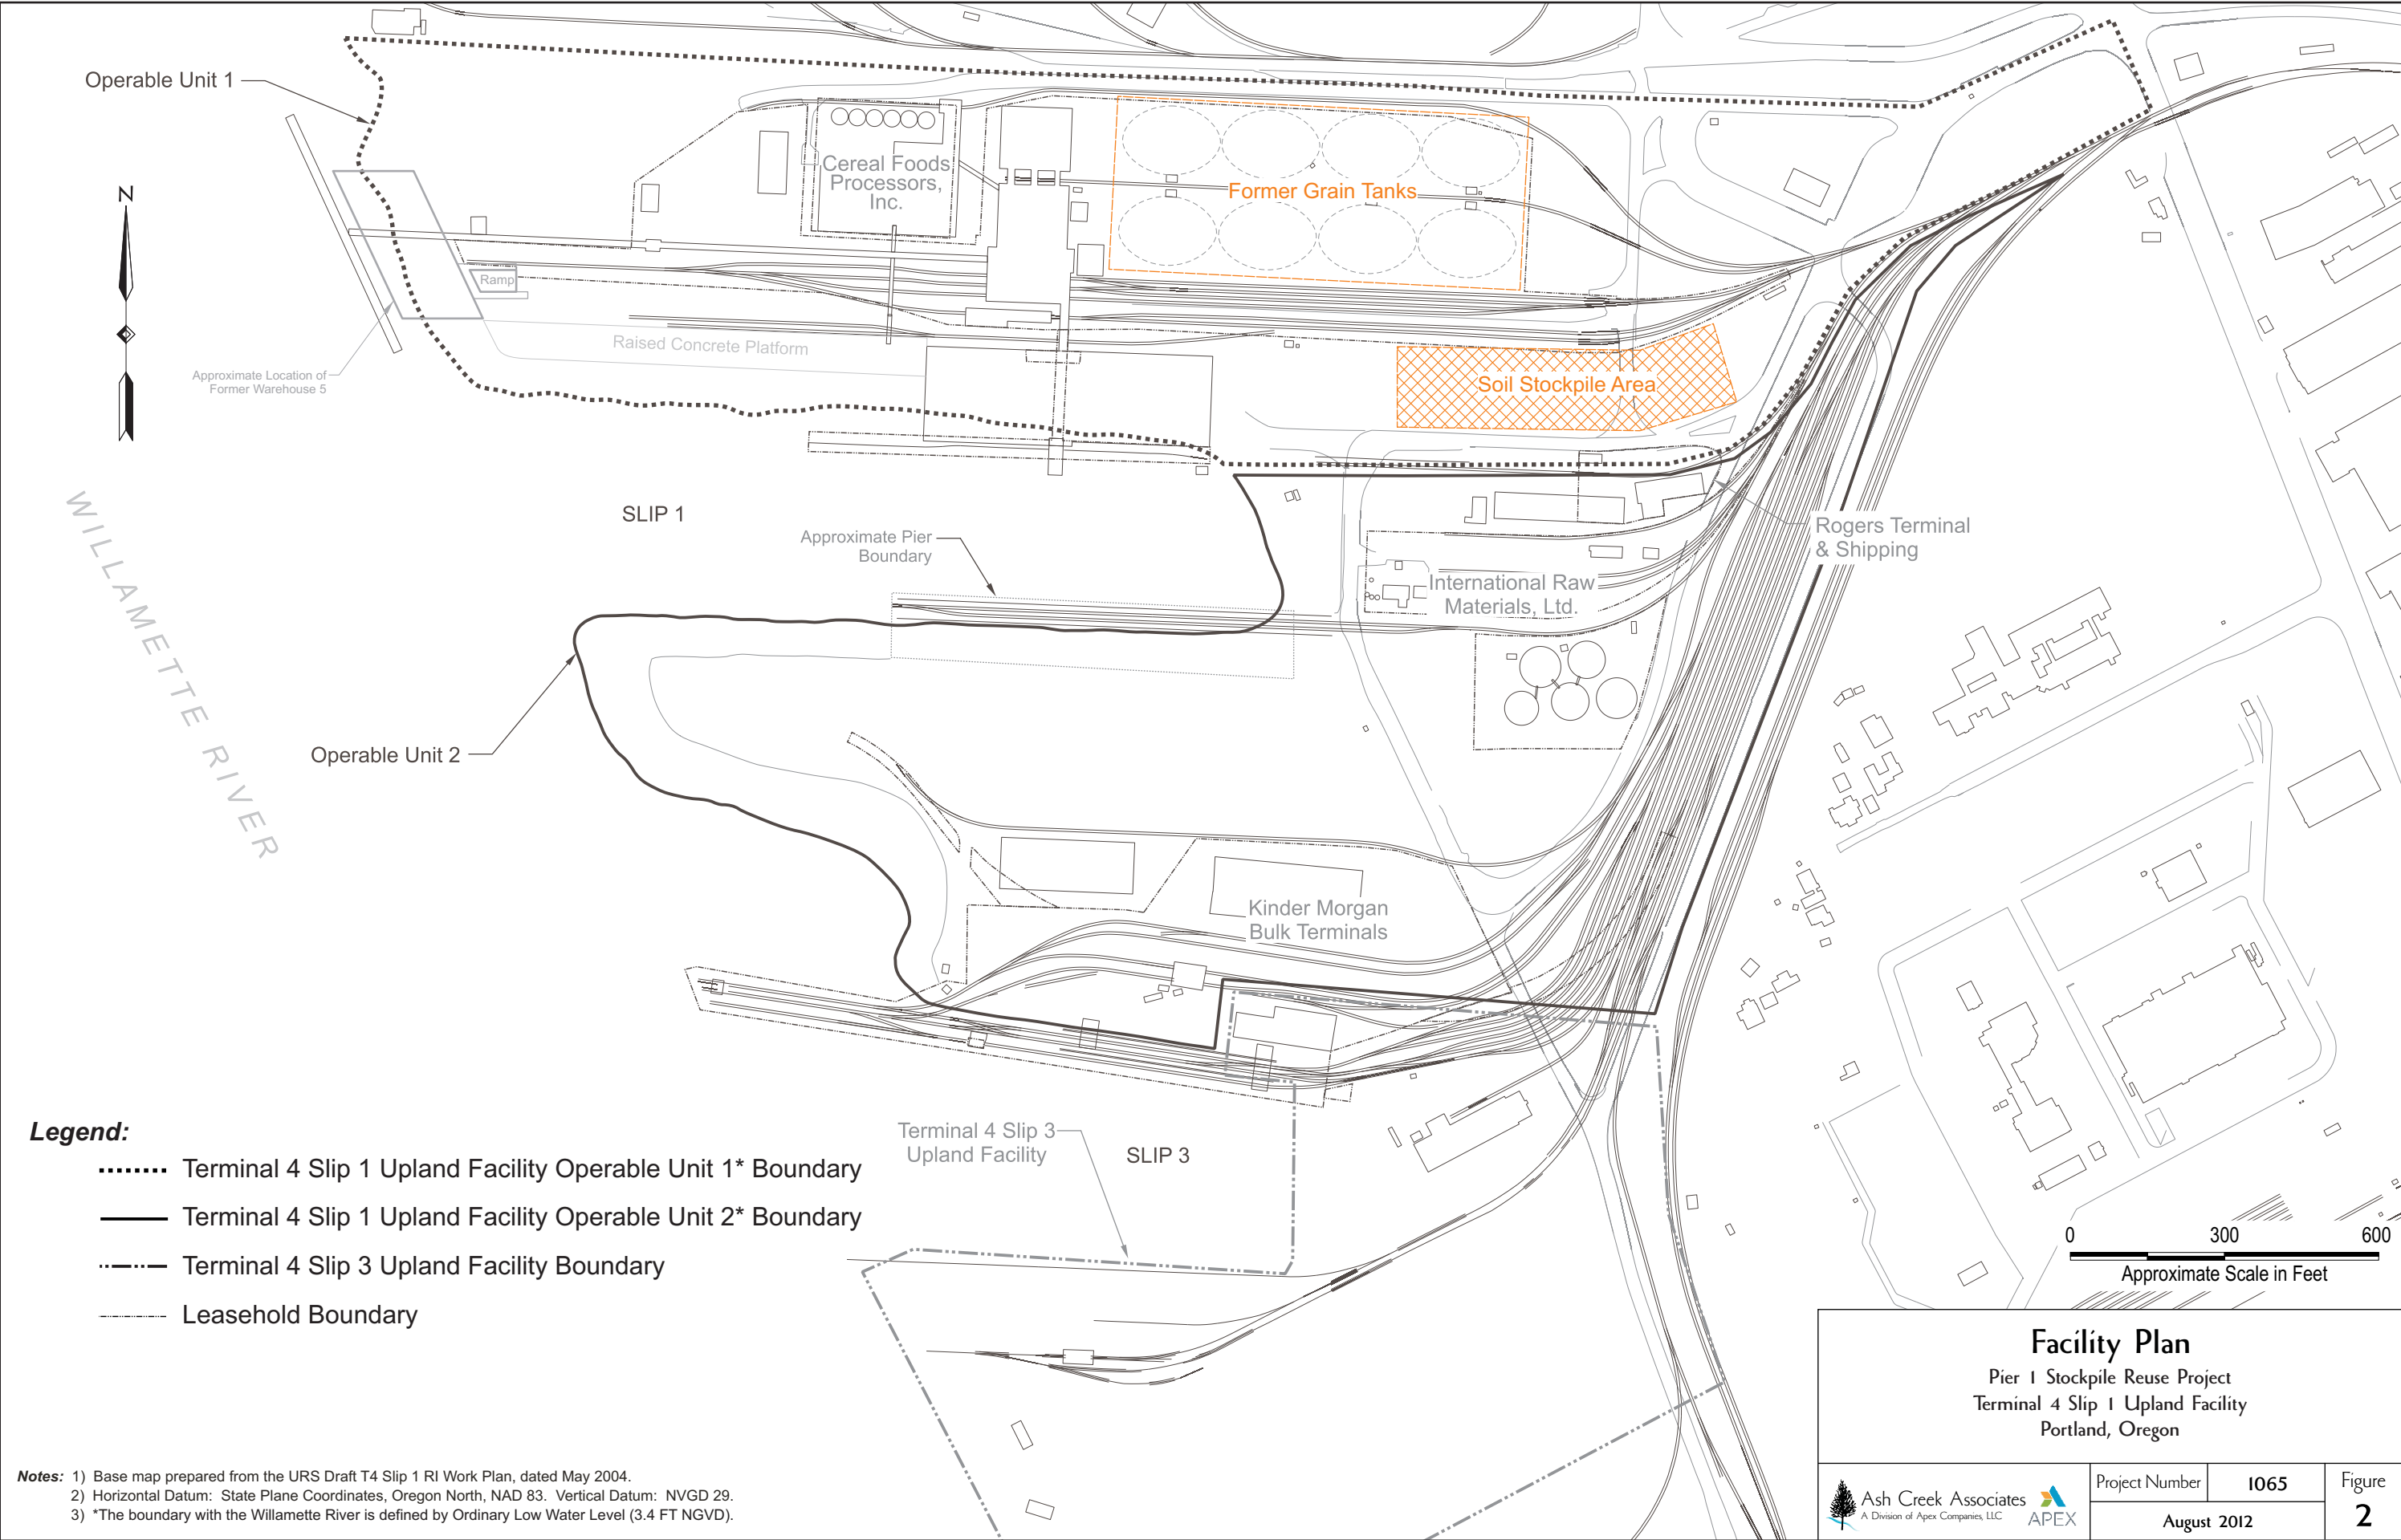 Operable Unit 1
N
Cereal Foods
Processors,
Inc.
Former Grain Tanks
Ramp
Raised Concrete Platform
Approximate Location of
Former Warehouse 5
Soil Stockpile Area
WILLAMETTE RIVER
SLIP 1
Approximate Pier
Boundary
Rogers Terminal
& Shipping
International Raw
Materials, Ltd.
Operable Unit 2
Kinder Morgan
Bulk Terminals
Terminal 4 Slip 3
Upland Facility
SLIP 3
Legend:
Terminal 4 Slip 1 Upland Facility Operable Unit 1* Boundary
Terminal 4 Slip 1 Upland Facility Operable Unit 2* Boundary
Terminal 4 Slip 3 Upland Facility Boundary
Leasehold Boundary
0 300 600
Approximate Scale in Feet
Notes: 1) Base map prepared from the URS Draft T4 Slip 1 RI Work Plan, dated May 2004.
2) Horizontal Datum: State Plane Coordinates, Oregon North, NAD 83. Vertical Datum: NVGD 29.
3) *The boundary with the Willamette River is defined by Ordinary Low Water Level (3.4 FT NGVD).
Facility Plan
Pier 1 Stockpile Reuse Project
Terminal 4 Slip 1 Upland Facility
Portland, Oregon
Ash Creek Associates
A Division of Apex Companies, LLC
APEX
Project Number 1065
August 2012
Figure
2